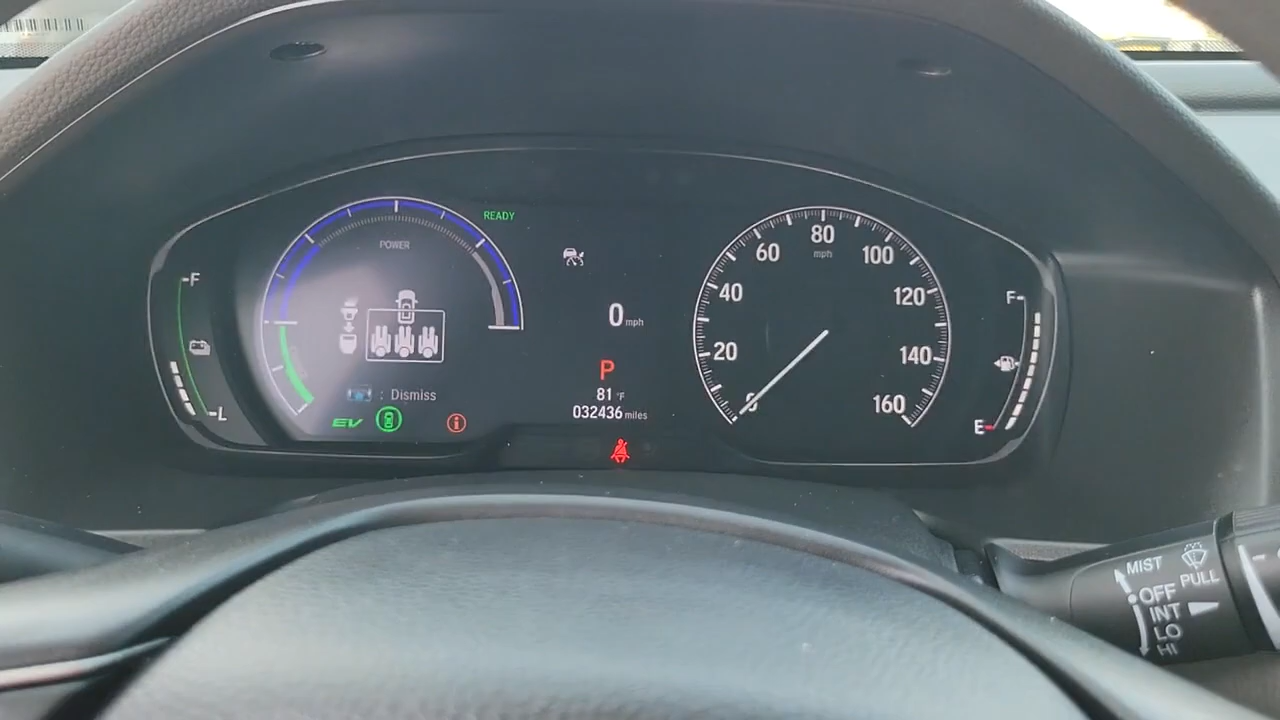 READY
POWER
F
L
: Dismiss
EV
0 mph
P
81 °F
032436 miles
0
20
40
60
80
100
120
140
160
mph
F
E
MIST
PULL
OFF
INT
LO
HI